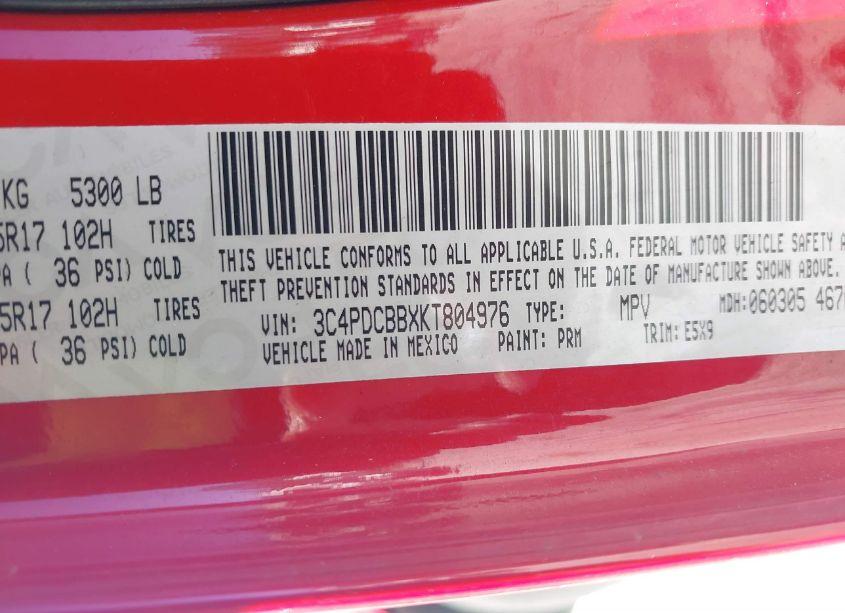 KG 5300 LB
5R17 102H TIRES
PA ( 36 PSI) COLD
5R17 102H TIRES
PA ( 36 PSI) COLD
THIS VEHICLE CONFORMS TO ALL APPLICABLE U.S.A. FEDERAL MOTOR VEHICLE SAFETY A
THEFT PREVENTION STANDARDS IN EFFECT ON THE DATE OF MANUFACTURE SHOWN ABOVE.
VIN: 3C4PDCBBXKT804976 TYPE: MPV MDH:060305 467
VEHICLE MADE IN MEXICO PAINT: PRM TRIM: E5X9